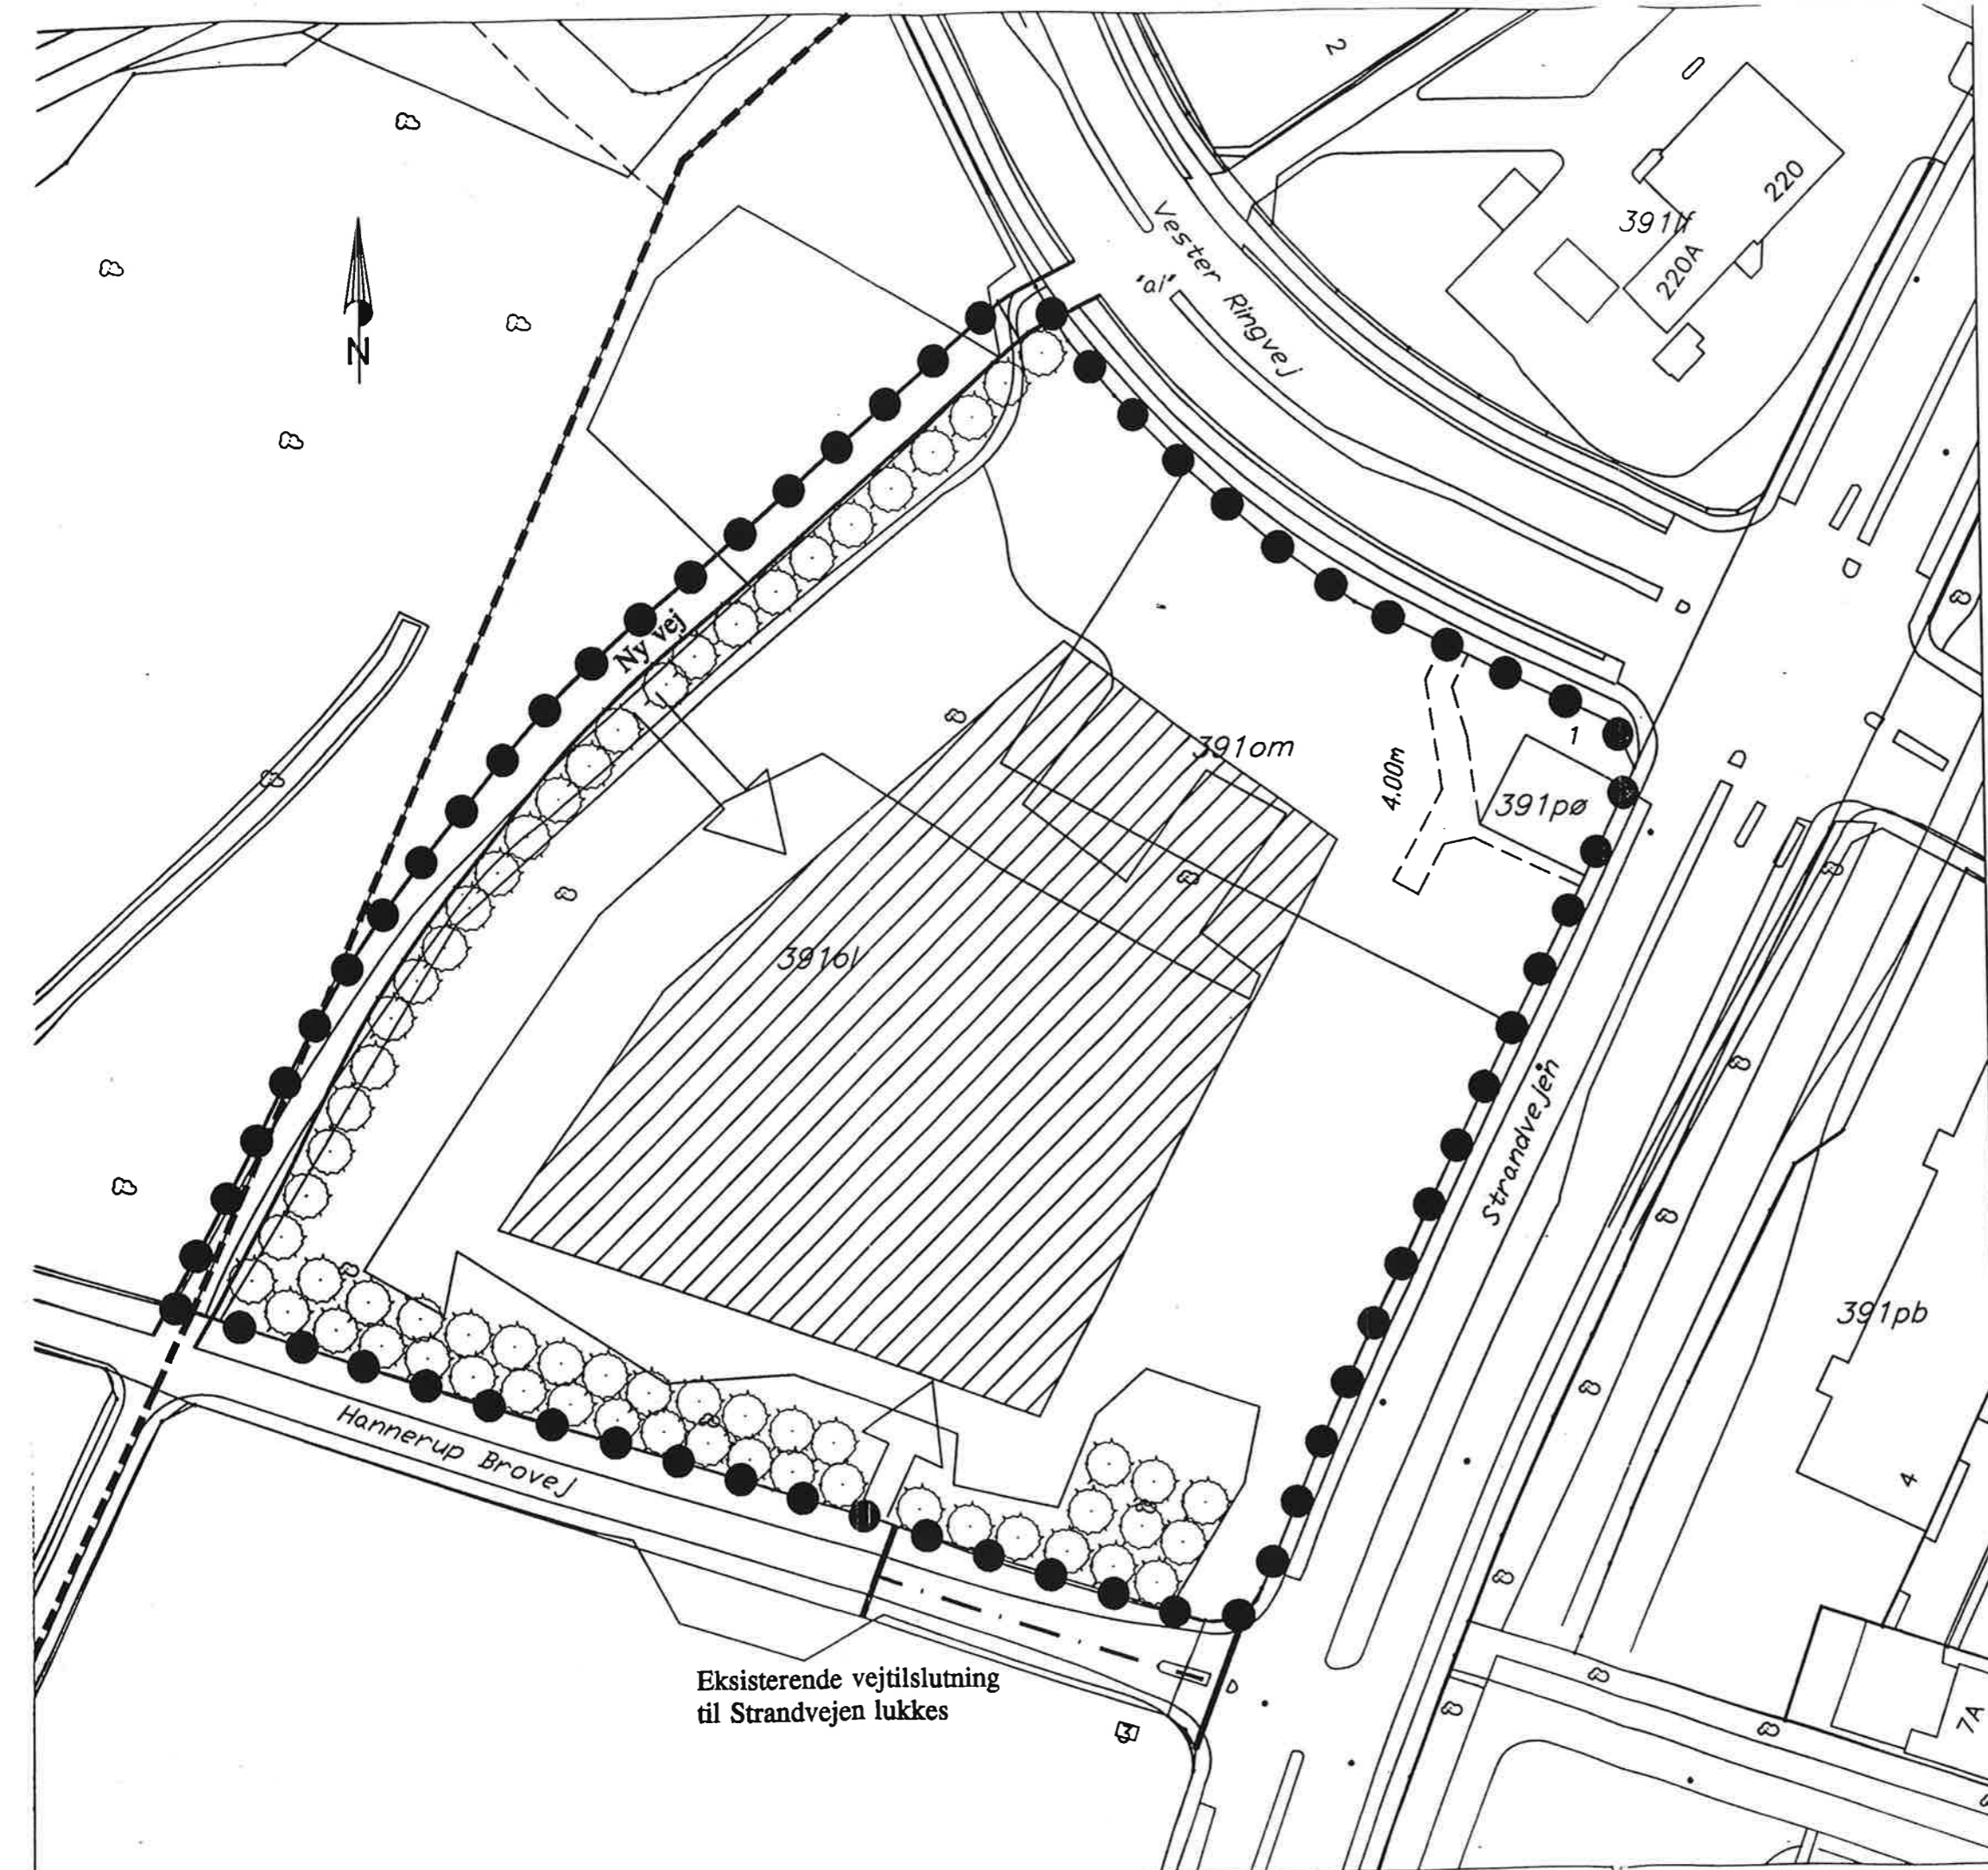 2
220
391lf
220A
Vester Ringvej
"al"
N
Ny vej
391om
1
4.00m
391pø
391ol
Strandvejen
391pb
Hannerup Brovej
4
Eksisterende vejtilslutning
til Strandvejen lukkes
3
7A